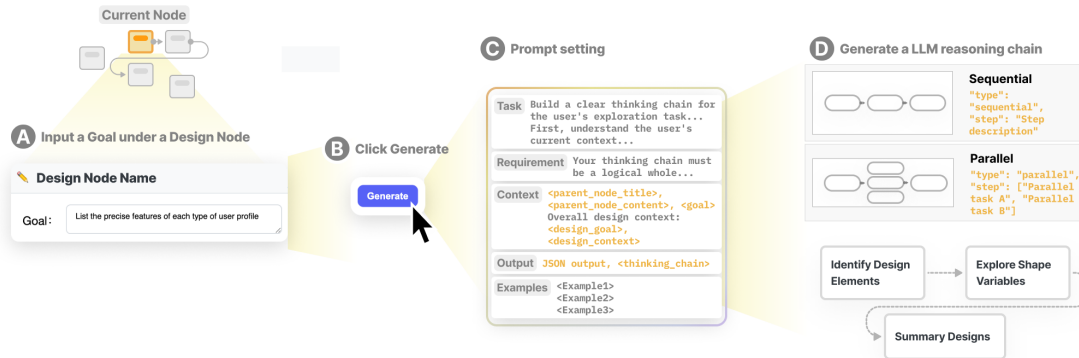 Current Node
A Input a Goal under a Design Node
Design Node Name
Goal:
List the precise features of each type of user profile
B Click Generate
Generate
C Prompt setting
Task Build a clear thinking chain for
the user's exploration task...
First, understand the user's
current context...
Requirement Your thinking chain must
be a logical whole...
Context <parent_node_title>,
<parent_node_content>, <goal>
Overall design context:
<design_goal>,
<design_context>
Output JSON output, <thinking_chain>
Examples <Example1>
<Example2>
<Example3>
D Generate a LLM reasoning chain
Sequential
"type":
"sequential",
"step": "Step
description"
Parallel
"type": "parallel",
"step": ["Parallel
task A", "Parallel
task B"]
Identify Design
Elements
Explore Shape
Variables
Summary Designs